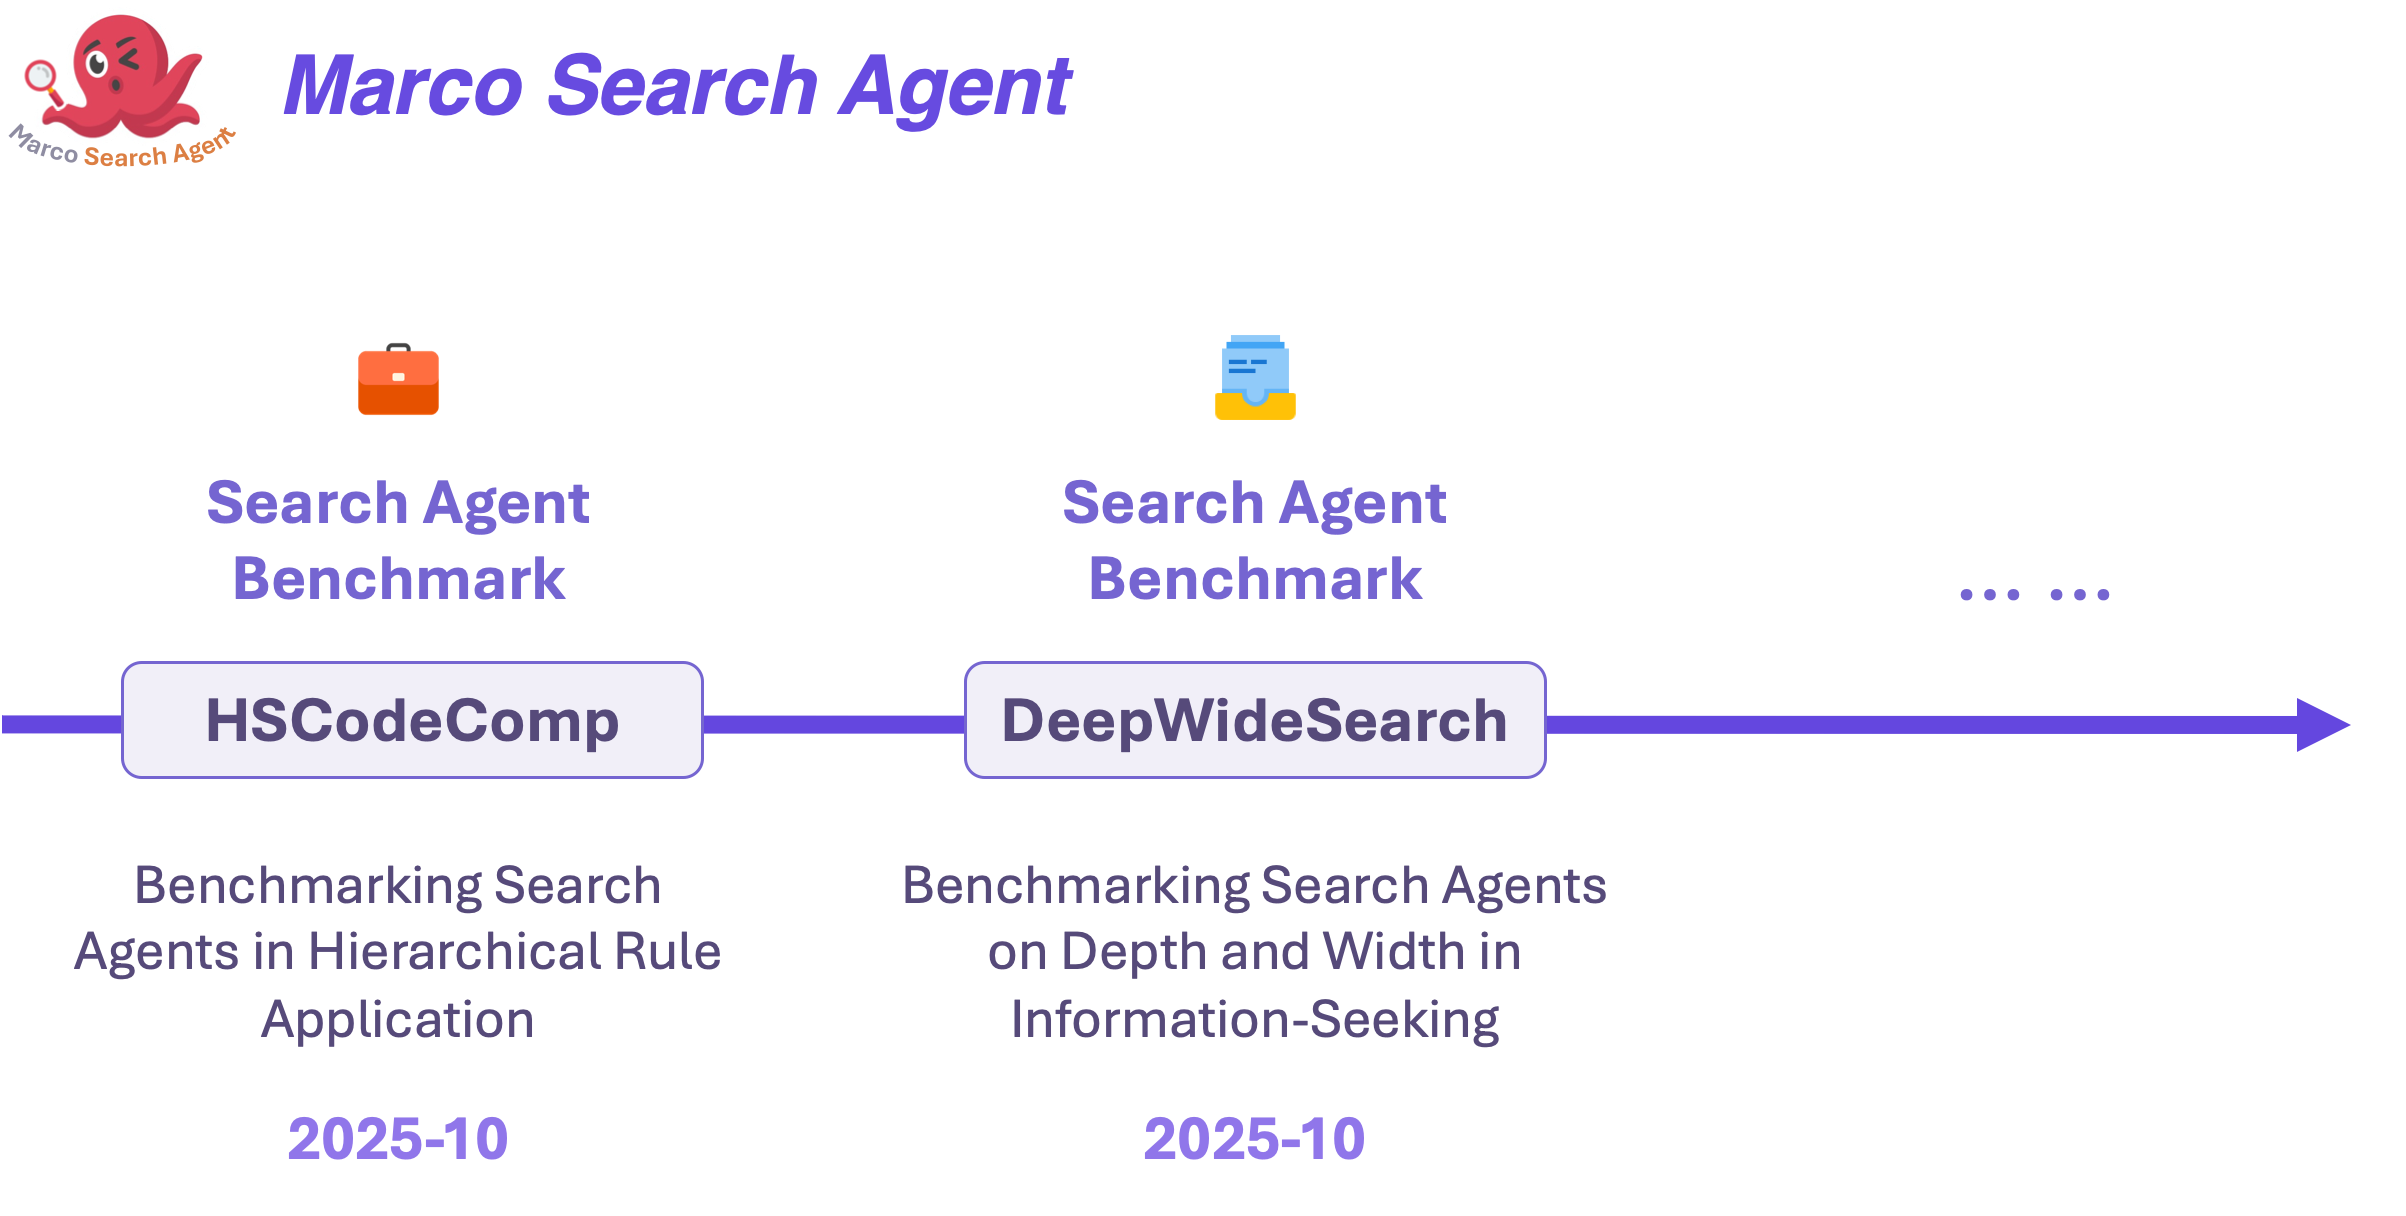 Marco Search Agent
Marco Search Agent
Search Agent
Benchmark
Search Agent
Benchmark
... ...
HSCodeComp
DeepWideSearch
Benchmarking Search
Agents in Hierarchical Rule
Application
Benchmarking Search Agents
on Depth and Width in
Information-Seeking
2025-10
2025-10